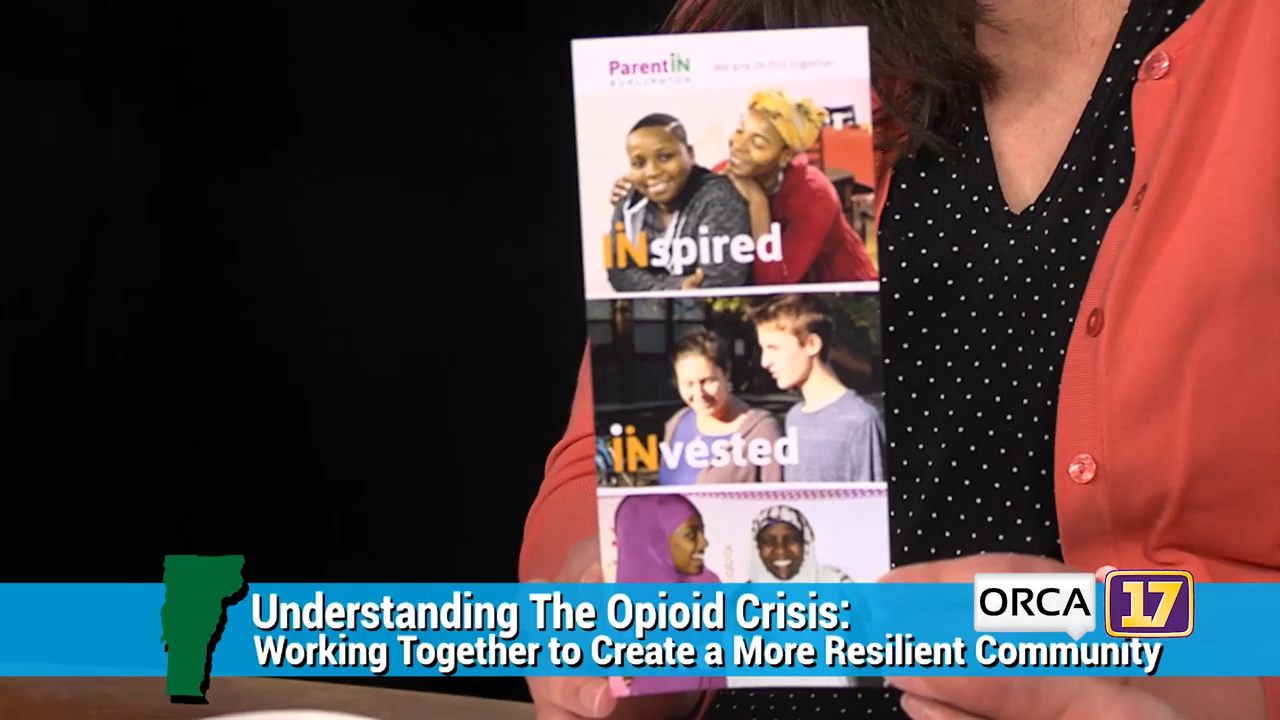 ParentiN
BURLINGTON
We are iN this together
iNspired
iNvested
Understanding The Opioid Crisis:
Working Together to Create a More Resilient Community
ORCA
17